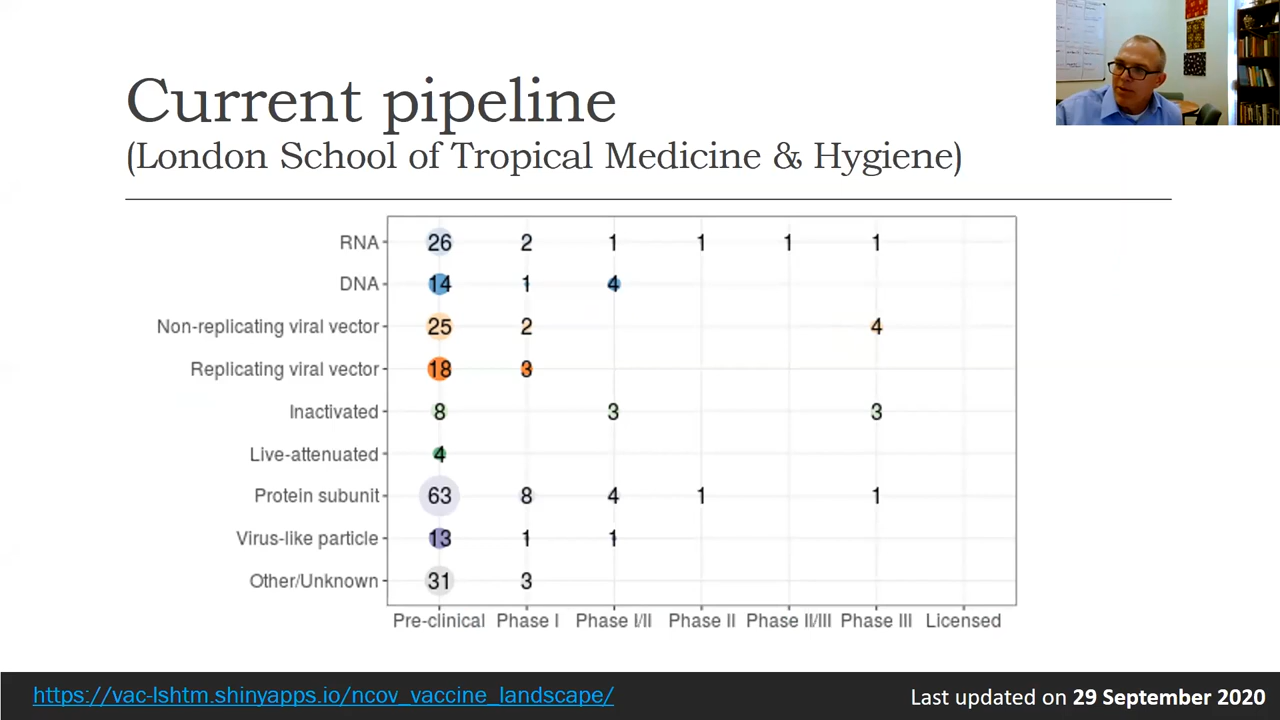 Current pipeline
(London School of Tropical Medicine & Hygiene)
RNA 26 2 1 1 1 1
DNA 14 1 4
Non-replicating viral vector 25 2 4
Replicating viral vector 18 3
Inactivated 8 3 3
Live-attenuated 4
Protein subunit 63 8 4 1 1
Virus-like particle 13 1 1
Other/Unknown 31 3
Pre-clinical Phase I Phase I/II Phase II Phase II/III Phase III Licensed
https://vac-lshtm.shinyapps.io/ncov_vaccine_landscape/
Last updated on 29 September 2020